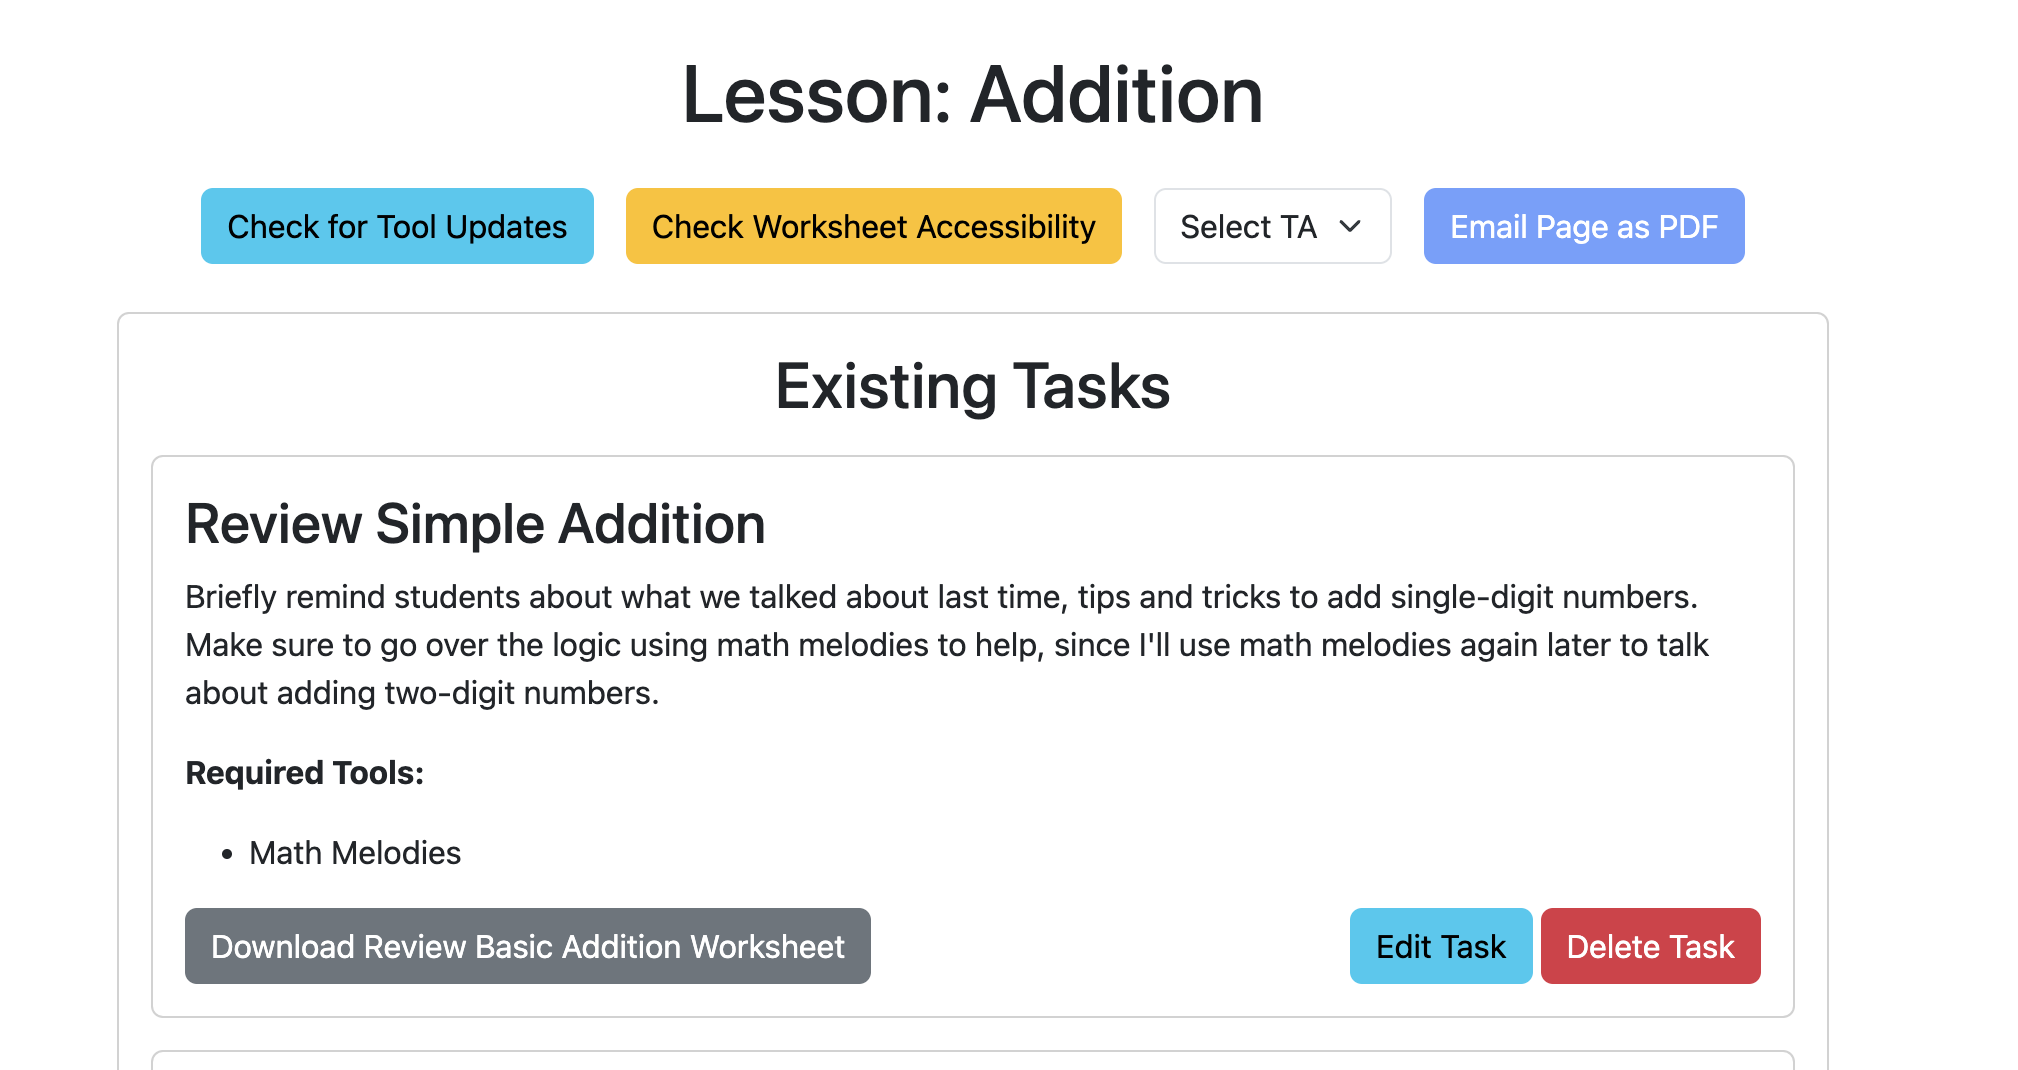 Lesson: Addition
Check for Tool Updates
Check Worksheet Accessibility
Select TA
Email Page as PDF
Existing Tasks
Review Simple Addition
Briefly remind students about what we talked about last time, tips and tricks to add single-digit numbers.
Make sure to go over the logic using math melodies to help, since I'll use math melodies again later to talk
about adding two-digit numbers.
Required Tools:
• Math Melodies
Download Review Basic Addition Worksheet
Edit Task
Delete Task